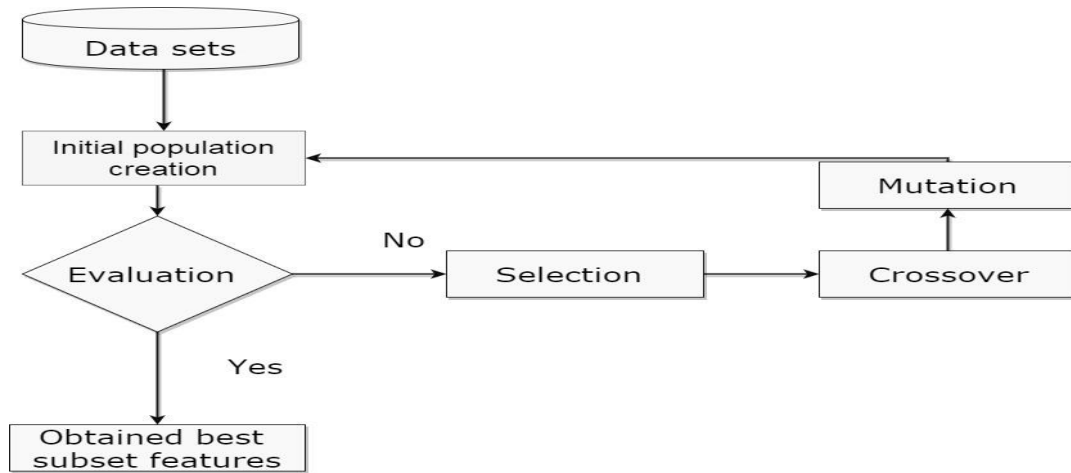 Data sets
Initial population
creation
Mutation
No
Evaluation
Selection
Crossover
Yes
Obtained best
subset features